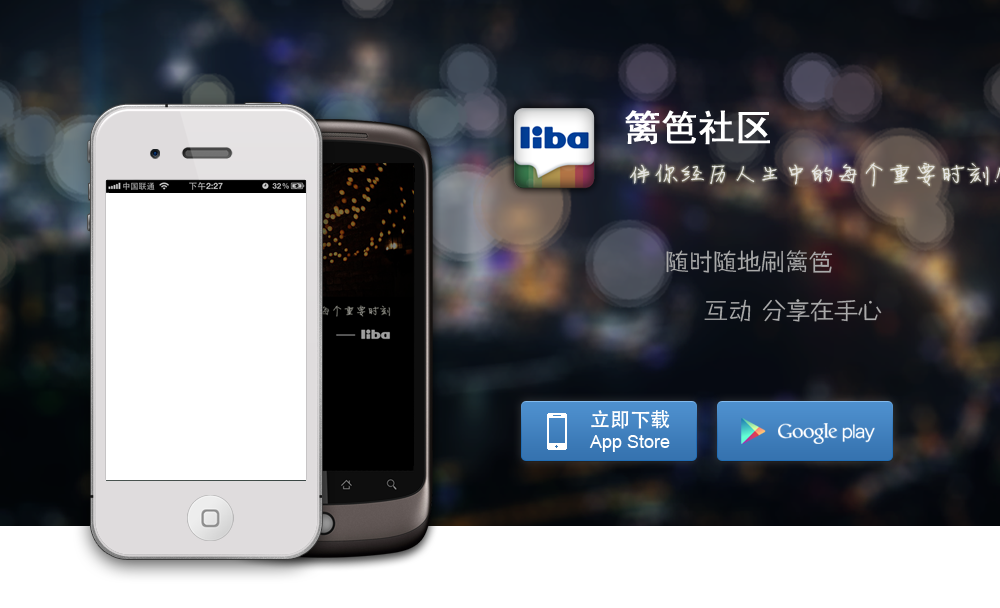 中国联通 下午2:27 32%
每个重要时刻
— liba
liba
篱笆社区
伴你经历人生中的每个重要时刻!
随时随地刷篱笆
互动 分享在手心
立即下载
App Store
Google play